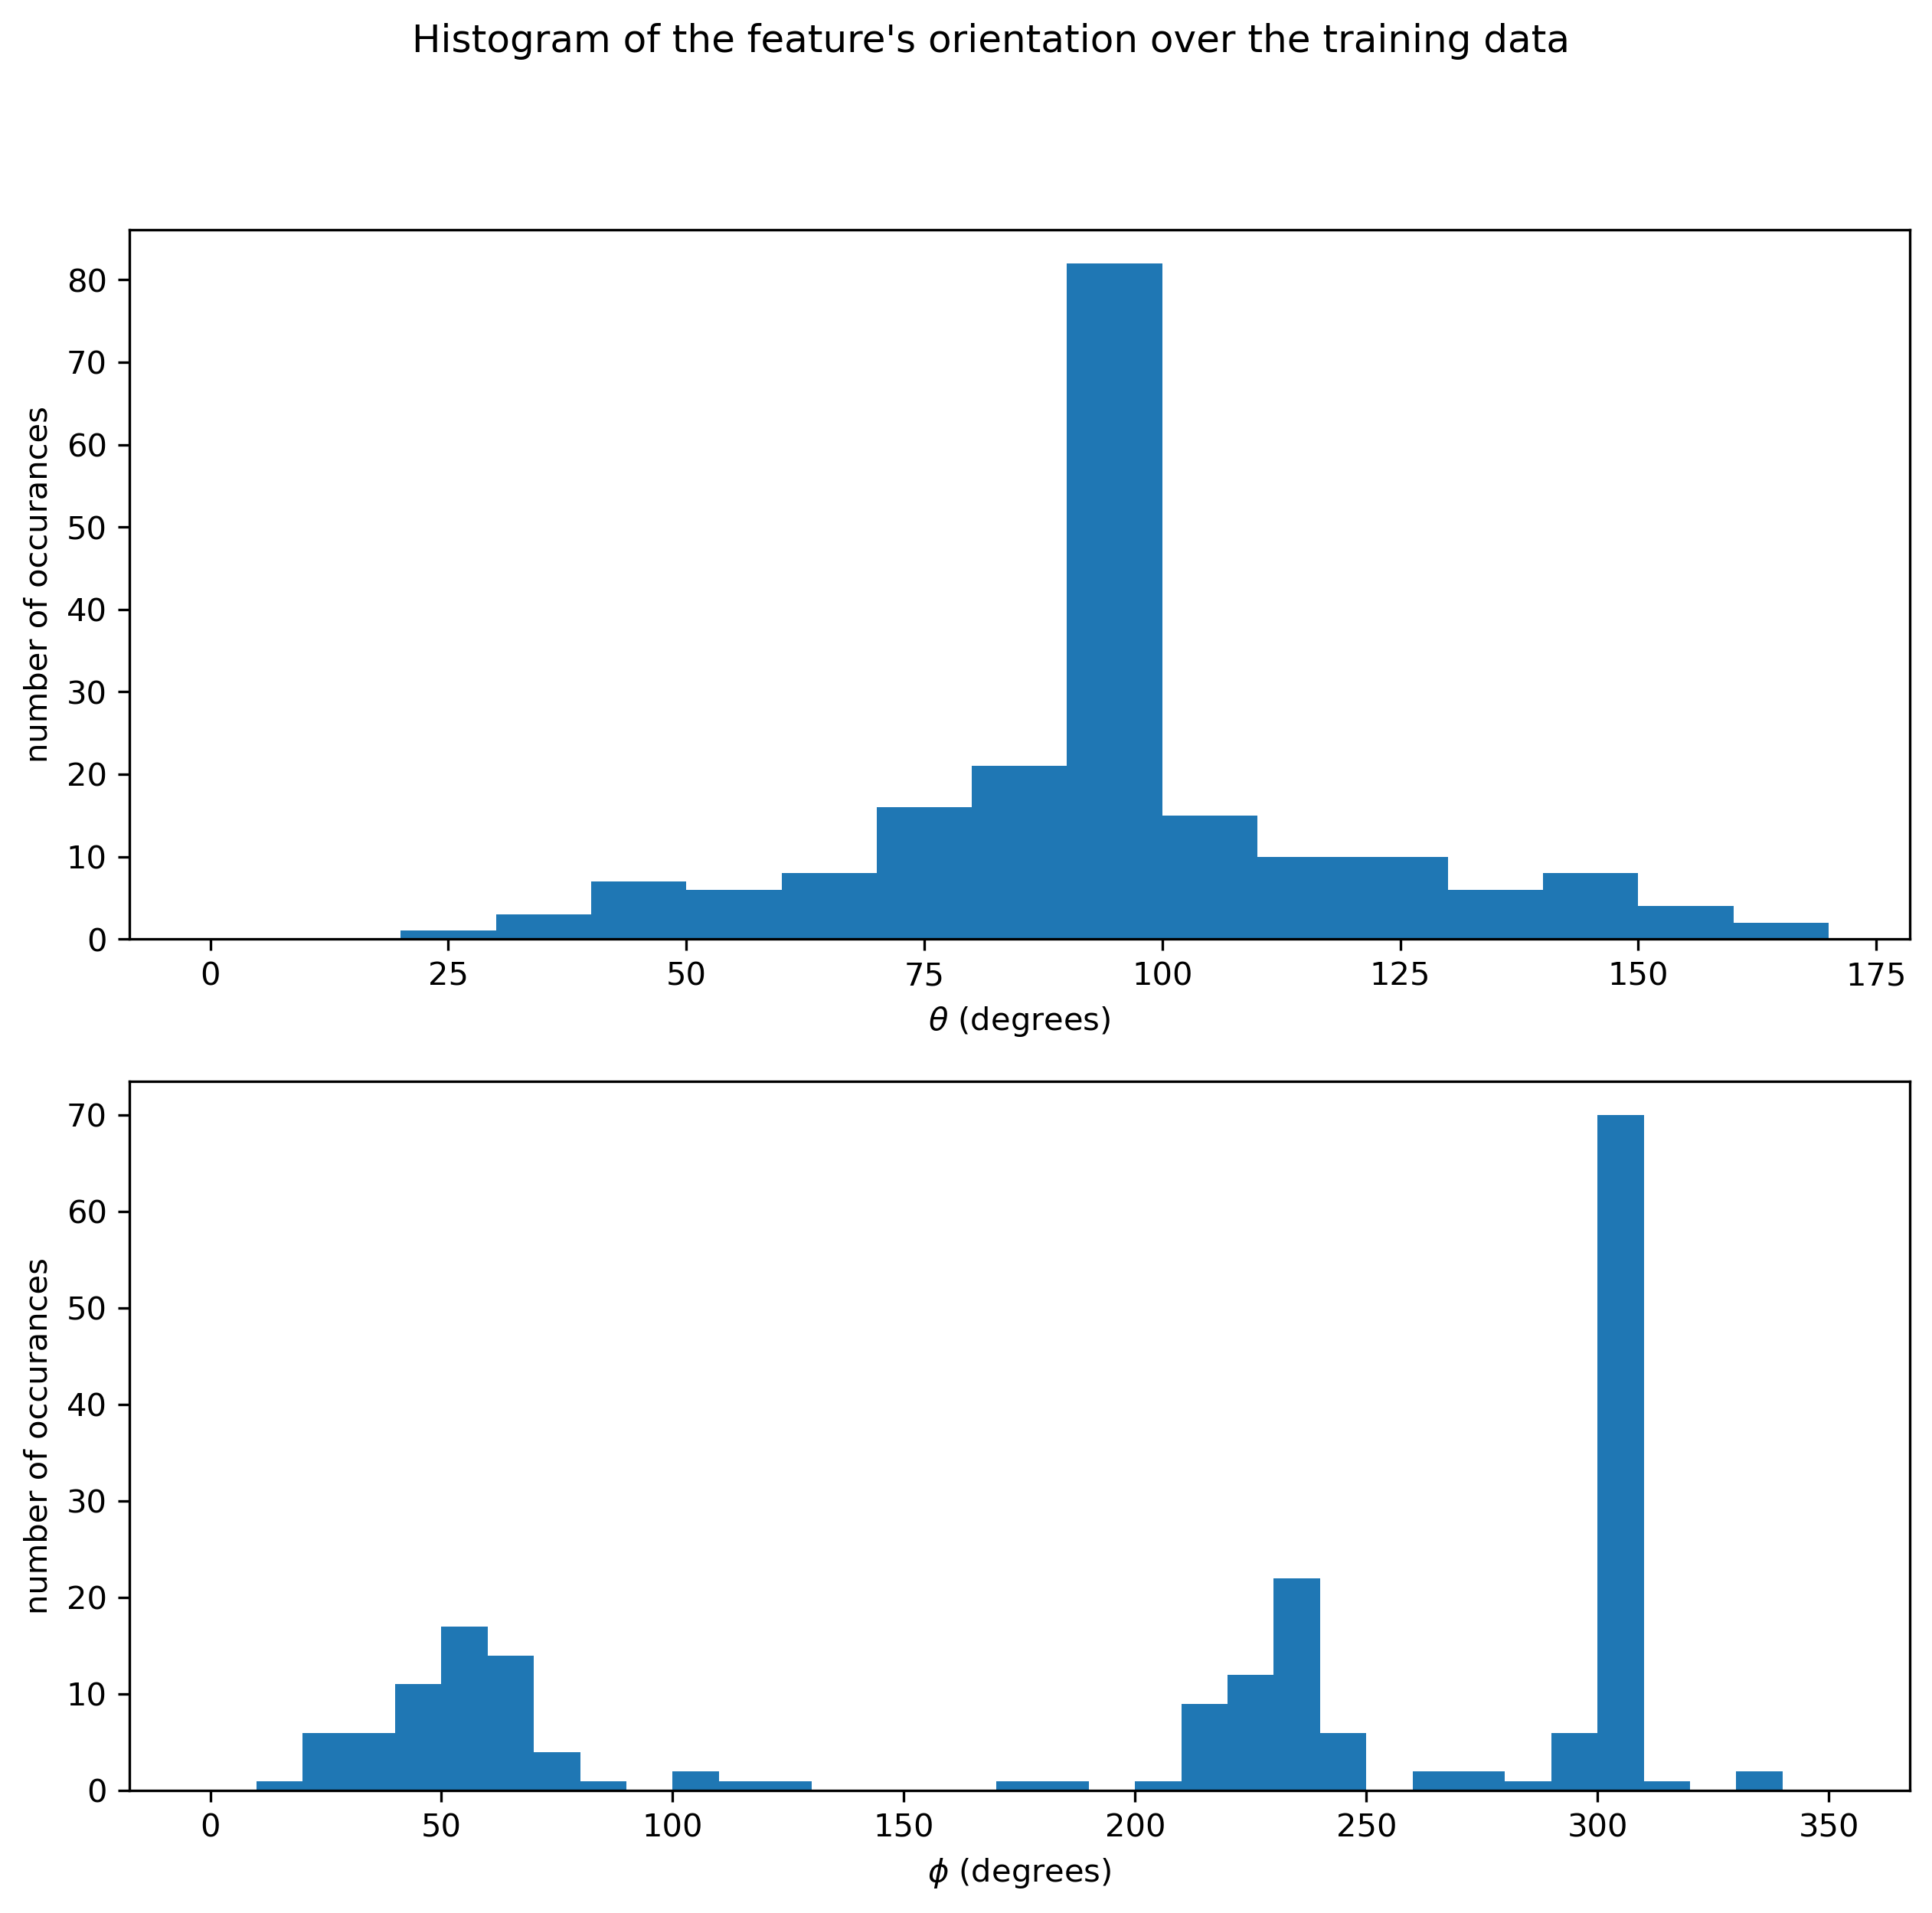 Histogram of the feature's orientation over the training data
80
70
60
50
40
30
20
10
0
number of occurances
0 25 50 75 100 125 150 175
θ (degrees)
70
60
50
40
30
20
10
0
number of occurances
0 50 100 150 200 250 300 350
ϕ (degrees)